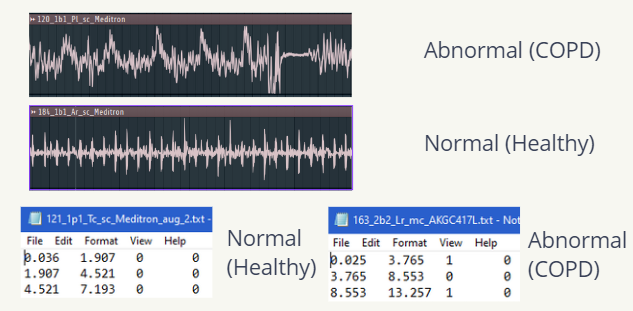 120_1b1_Pl_sc_Meditron
Abnormal (COPD)
184_1b1_Ar_sc_Meditron
Normal (Healthy)
121_1p1_Tc_sc_Meditron_aug_2.txt -
File Edit Format View Help
0.036 1.907 0 0
1.907 4.521 0 0
4.521 7.193 0 0
Normal
(Healthy)
163_2b2_Lr_mc_AKGC417L.txt - Not
File Edit Format View Help
0.025 3.765 1 0
3.765 8.553 0 0
8.553 13.257 1 0
Abnormal
(COPD)